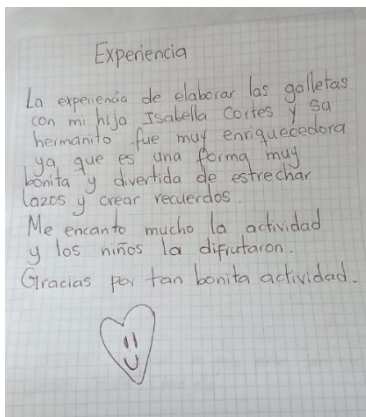 Experiencia
La experiencia de elaborar las galletas
con mi hija Isabella Cortes y su
hermanito fue muy enriquecedora
ya que es una forma muy
bonita y divertida de estrechar
lazos y crear recuerdos.
Me encanto mucho la actividad
y los niños la difrutaron.
Gracias por tan bonita actividad.